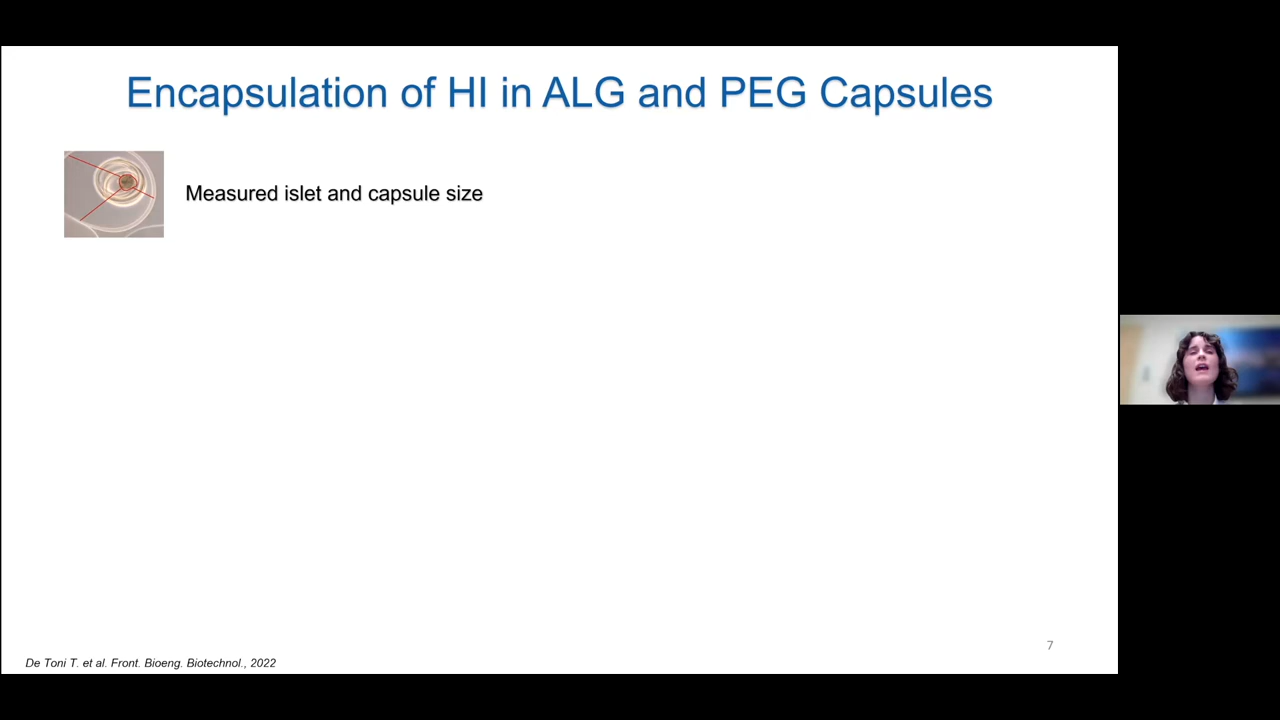 Encapsulation of HI in ALG and PEG Capsules
Measured islet and capsule size
7
De Toni T. et al. Front. Bioeng. Biotechnol., 2022